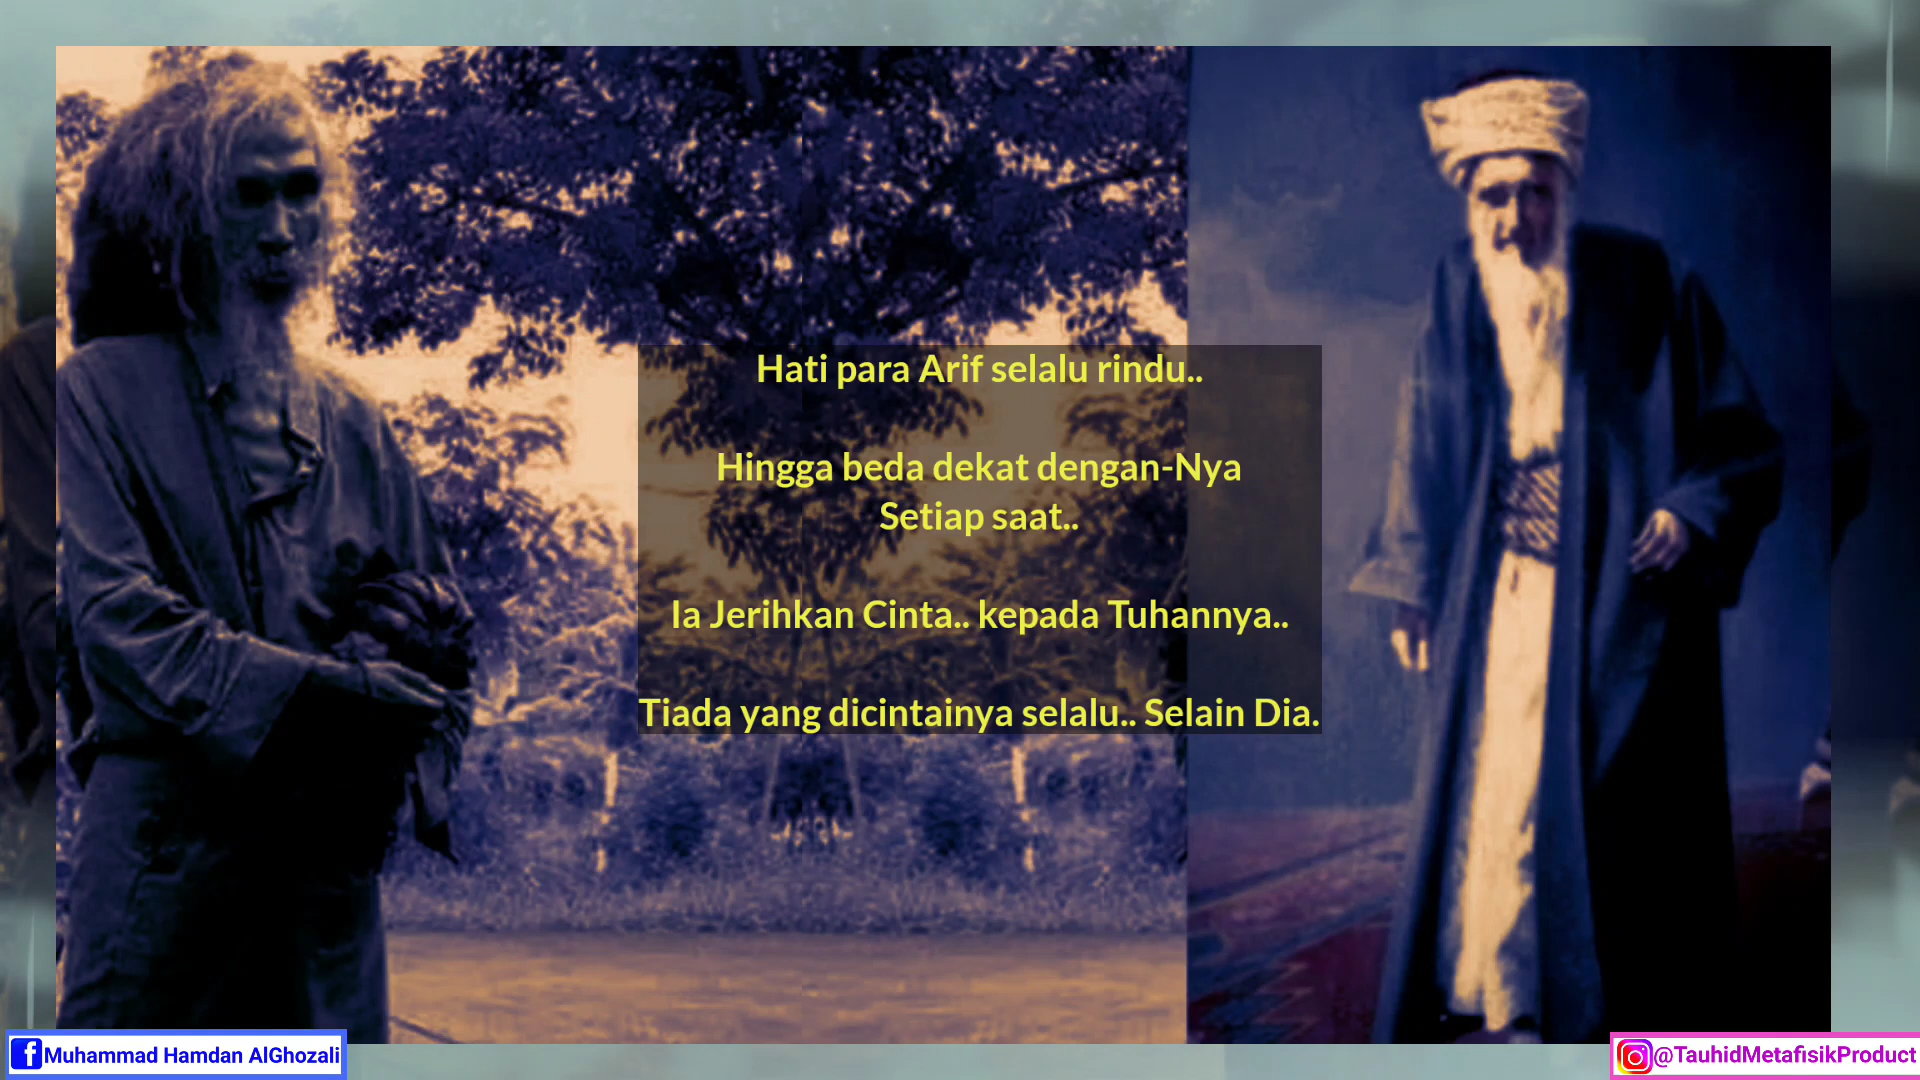 Hati para Arif selalu rindu..
Hingga beda dekat dengan-Nya
Setiap saat..
Ia Jerihkan Cinta.. kepada Tuhannya..
Tiada yang dicintainya selalu.. Selain Dia.
Muhammad Hamdan AlGhozali
@TauhidMetafisikProduct